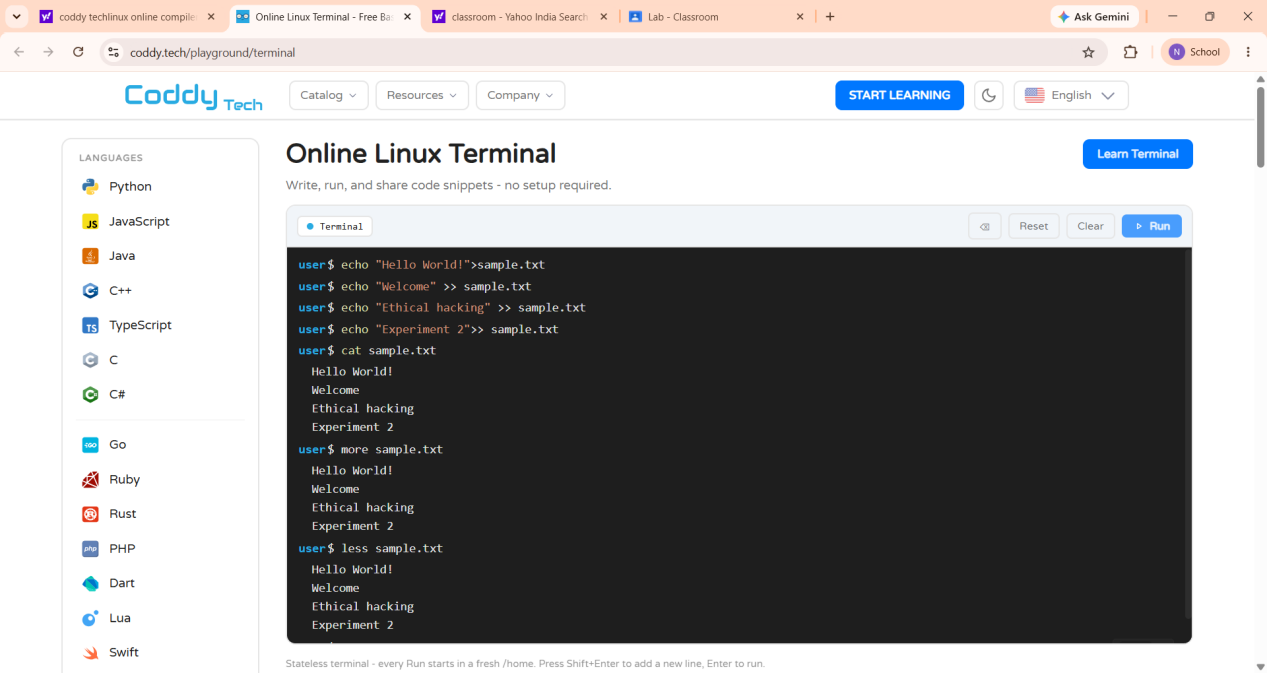 coddy techlinux online compile
Online Linux Terminal - Free Ba
classroom - Yahoo India Search
Lab - Classroom
Ask Gemini
coddy.tech/playground/terminal
N School
Coddy Tech
Catalog
Resources
Company
START LEARNING
English
LANGUAGES
Python
JS JavaScript
Java
C++
TS TypeScript
C
C#
GO Go
Ruby
Rust
php PHP
Dart
Lua
Swift
Online Linux Terminal
Learn Terminal
Write, run, and share code snippets - no setup required.
Terminal
Reset
Clear
Run
user$ echo "Hello World!">sample.txt
user$ echo "Welcome" >> sample.txt
user$ echo "Ethical hacking" >> sample.txt
user$ echo "Experiment 2">> sample.txt
user$ cat sample.txt
Hello World!
Welcome
Ethical hacking
Experiment 2
user$ more sample.txt
Hello World!
Welcome
Ethical hacking
Experiment 2
user$ less sample.txt
Hello World!
Welcome
Ethical hacking
Experiment 2
Stateless terminal - every Run starts in a fresh /home. Press Shift+Enter to add a new line, Enter to run.